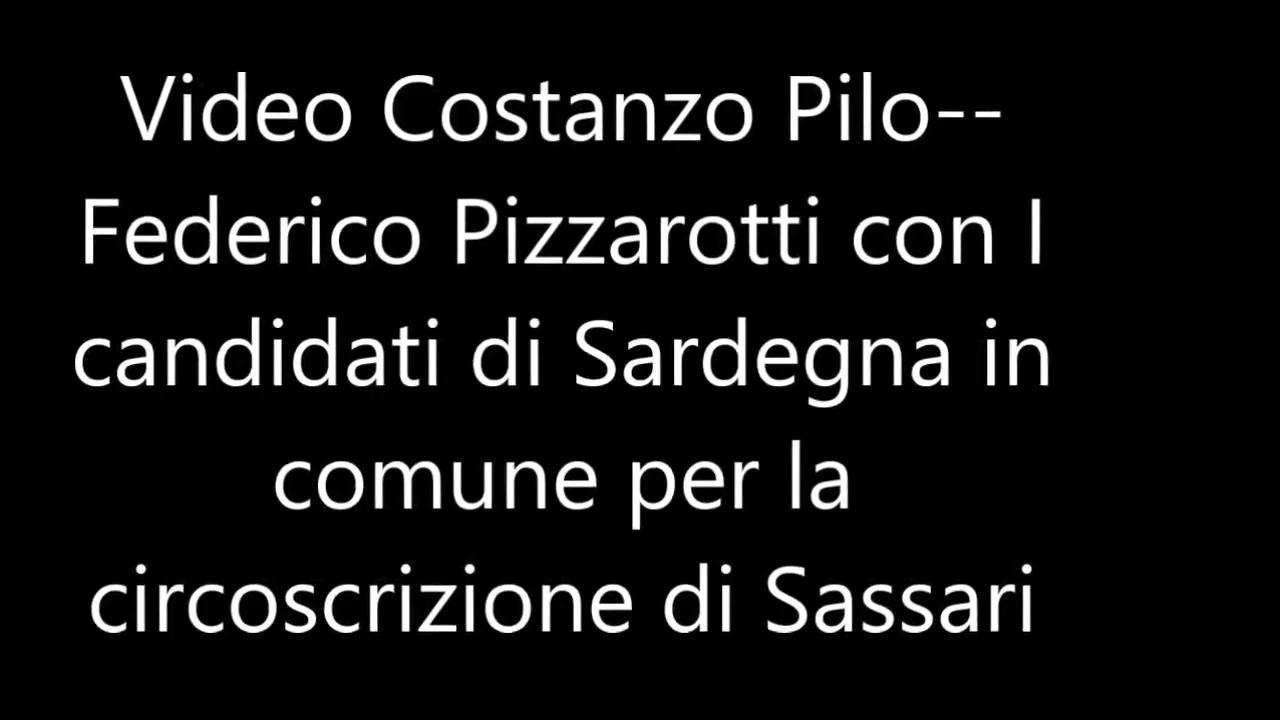 Video Costanzo Pilo--
Federico Pizzarotti con I
candidati di Sardegna in
comune per la
circoscrizione di Sassari